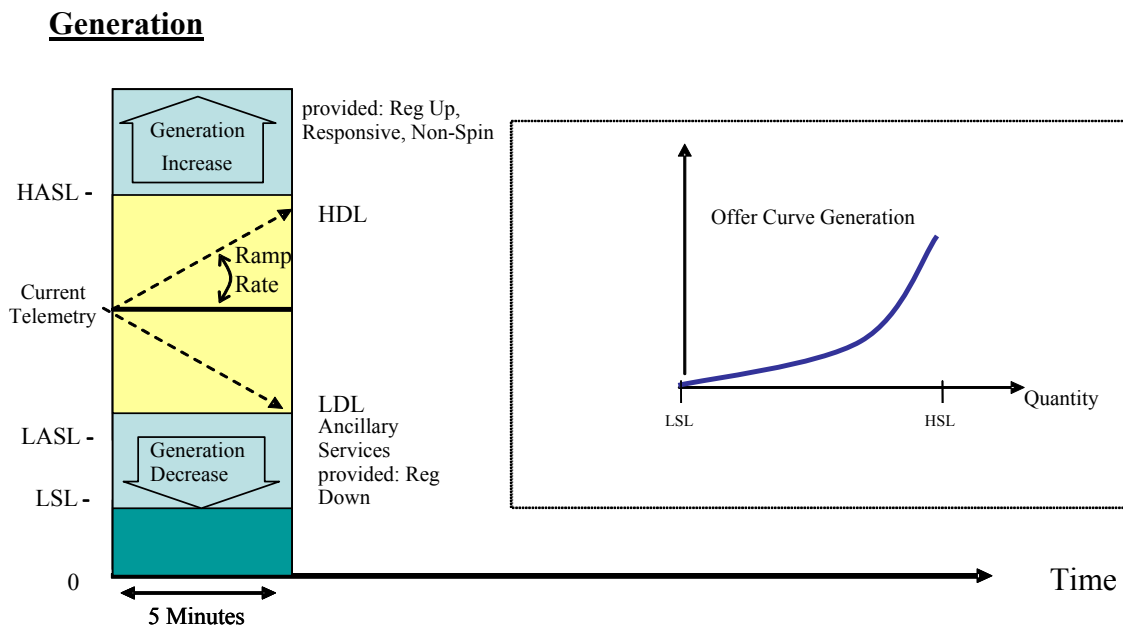 Generation
provided: Reg Up,
Responsive, Non-Spin
Generation
Increase
HASL -
HDL
Ramp
Rate
Current
Telemetry
LDL
Ancillary
Services
provided: Reg
Down
LASL -
Generation
Decrease
LSL -
0
5 Minutes
Time
Offer Curve Generation
Quantity
LSL
HSL